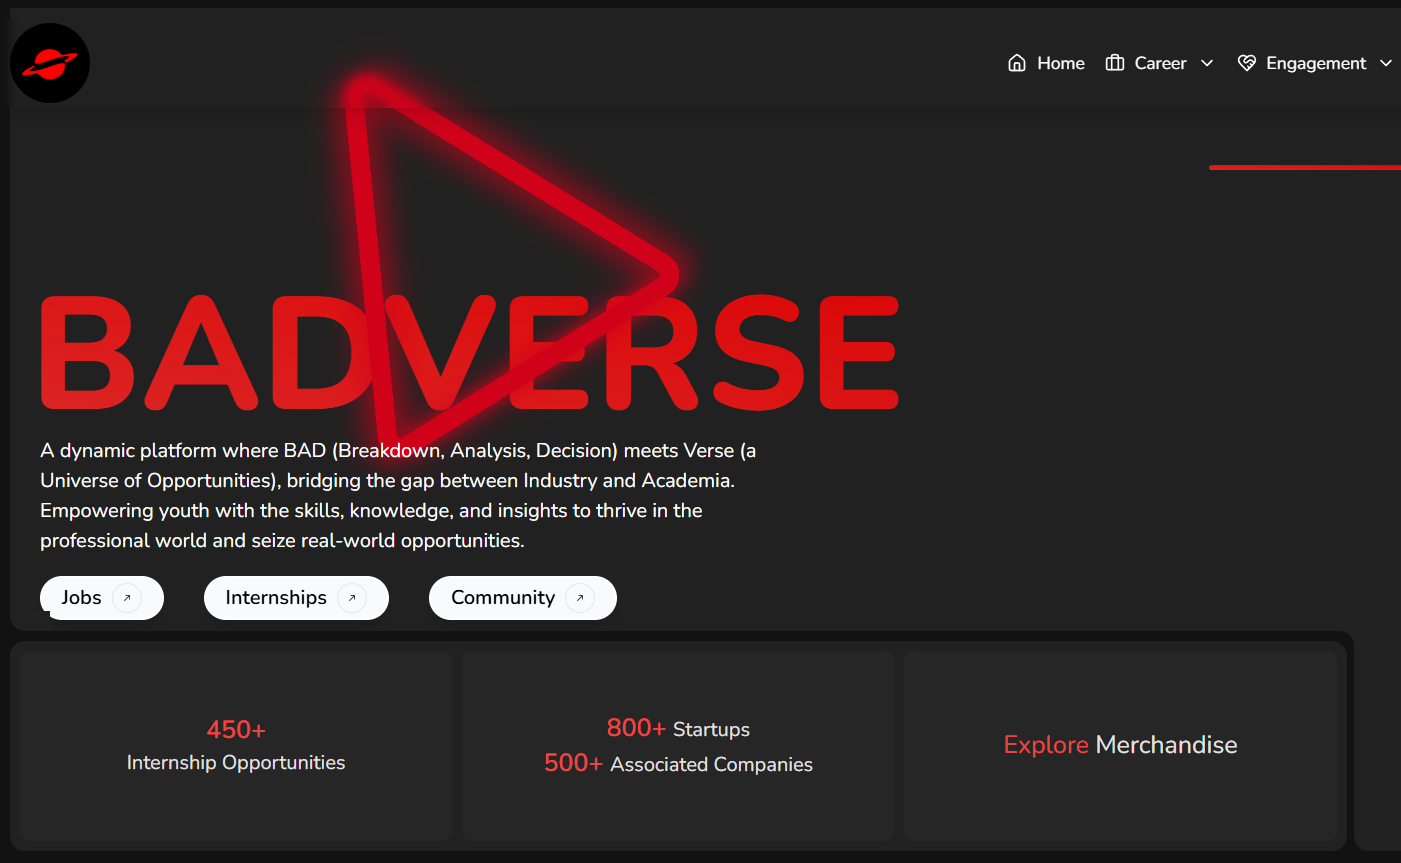 Home
Career
Engagement
BADVERSE
A dynamic platform where BAD (Breakdown, Analysis, Decision) meets Verse (a
Universe of Opportunities), bridging the gap between Industry and Academia.
Empowering youth with the skills, knowledge, and insights to thrive in the
professional world and seize real-world opportunities.
Jobs
Internships
Community
450+
Internship Opportunities
800+ Startups
500+ Associated Companies
Explore Merchandise